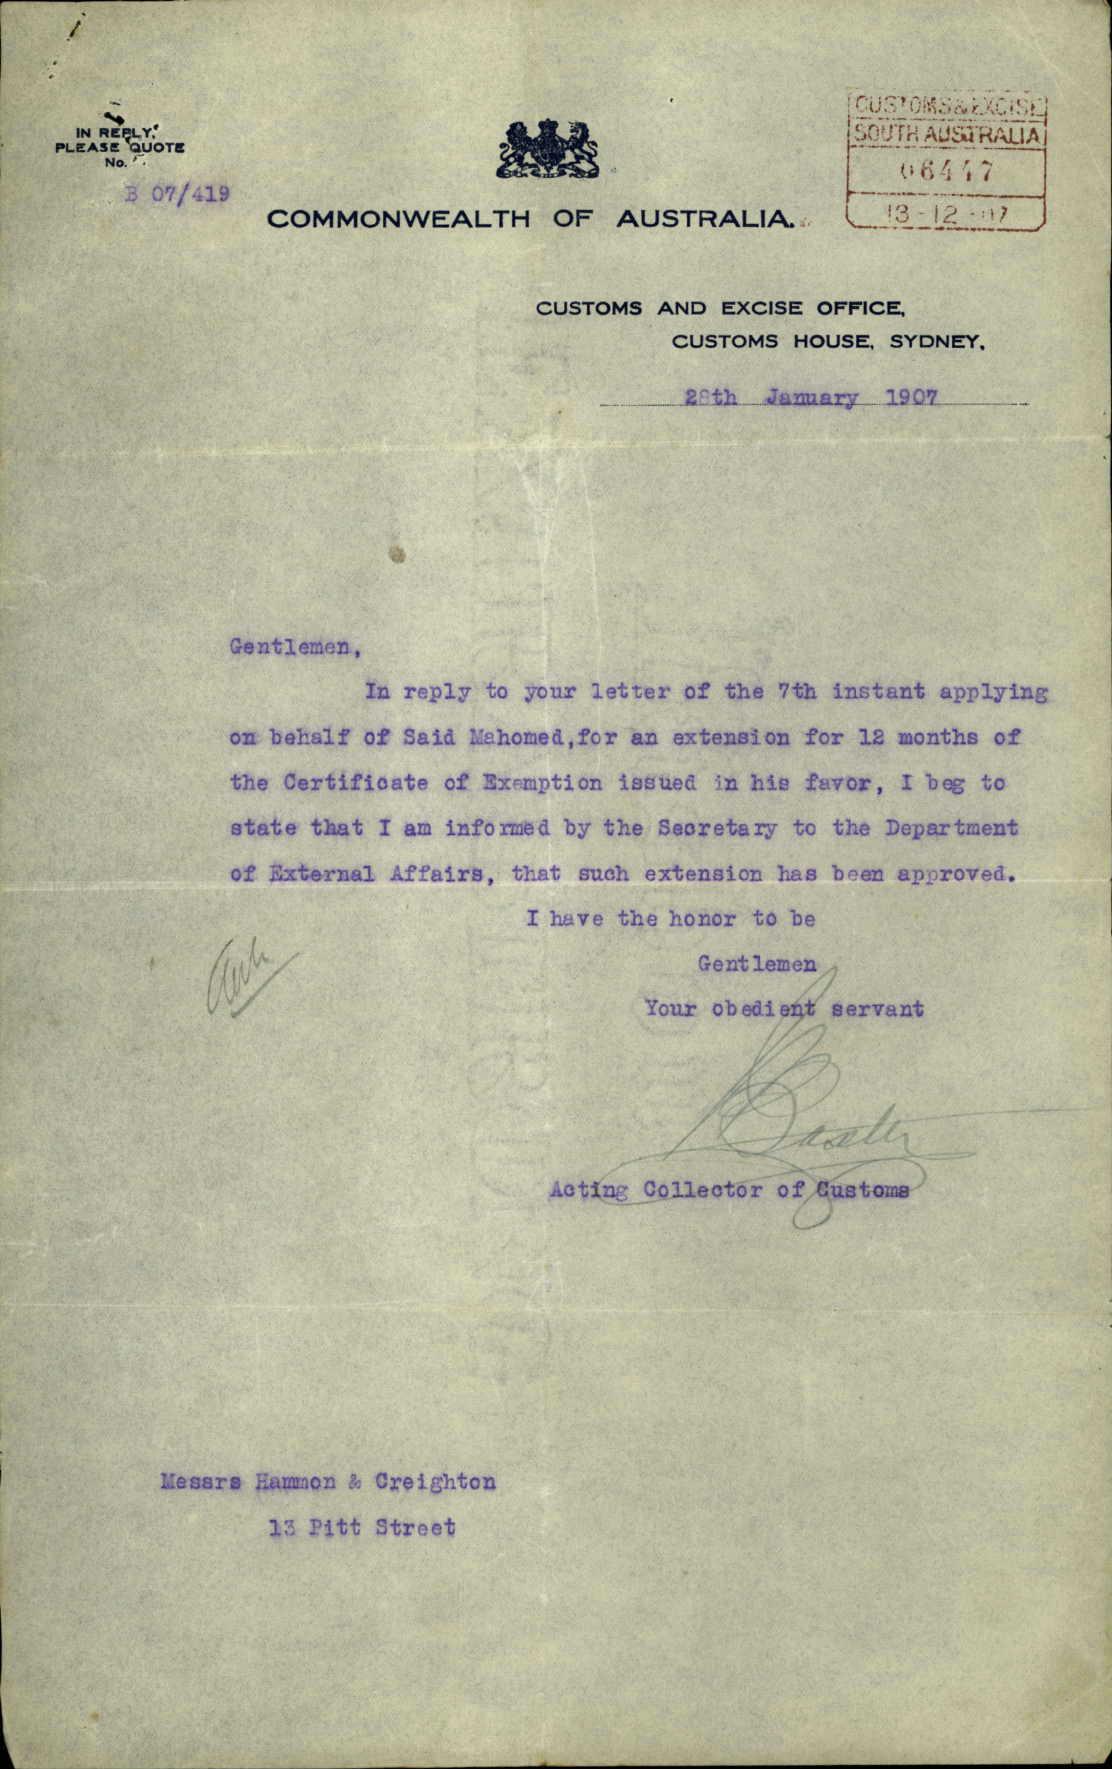 IN REPLY,
PLEASE QUOTE
No.
B 07/419
CUSTOMS & EXCISE
SOUTH AUSTRALIA
06447
13-12-07
COMMONWEALTH OF AUSTRALIA.
CUSTOMS AND EXCISE OFFICE,
CUSTOMS HOUSE, SYDNEY,
28th January 1907
Gentlemen,
In reply to your letter of the 7th instant applying
on behalf of Said Mahomed,for an extension for 12 months of
the Certificate of Exemption issued in his favor, I beg to
state that I am informed by the Secretary to the Department
of External Affairs, that such extension has been approved.
I have the honor to be
Gentlemen
Your obedient servant
Baxter
Acting Collector of Customs
Messrs Hammon & Creighton
13 Pitt Street